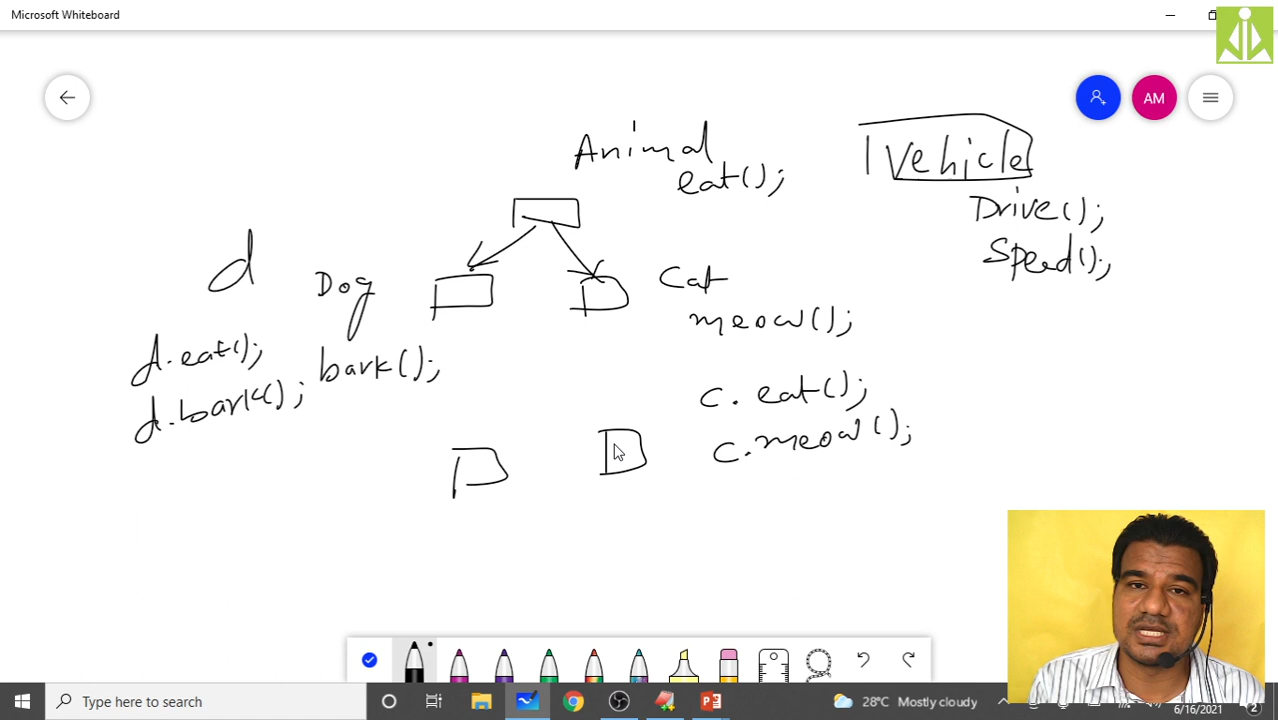 Microsoft Whiteboard
AM
Animal
eat();
IVehicle
Drive();
Speed();
d
Dog
Cat
meow();
d.eat();
bark();
d.bark();
c. eat();
c.meow();
Type here to search
28°C Mostly cloudy
6/16/2021
2